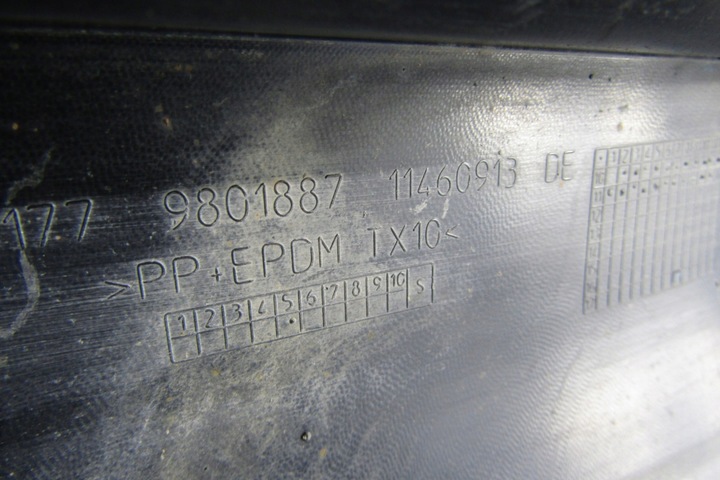 177 9801887 11460913 DE
>PP+EPDM TX10<
1 2 3 4 5 6 7 8 9 10 S